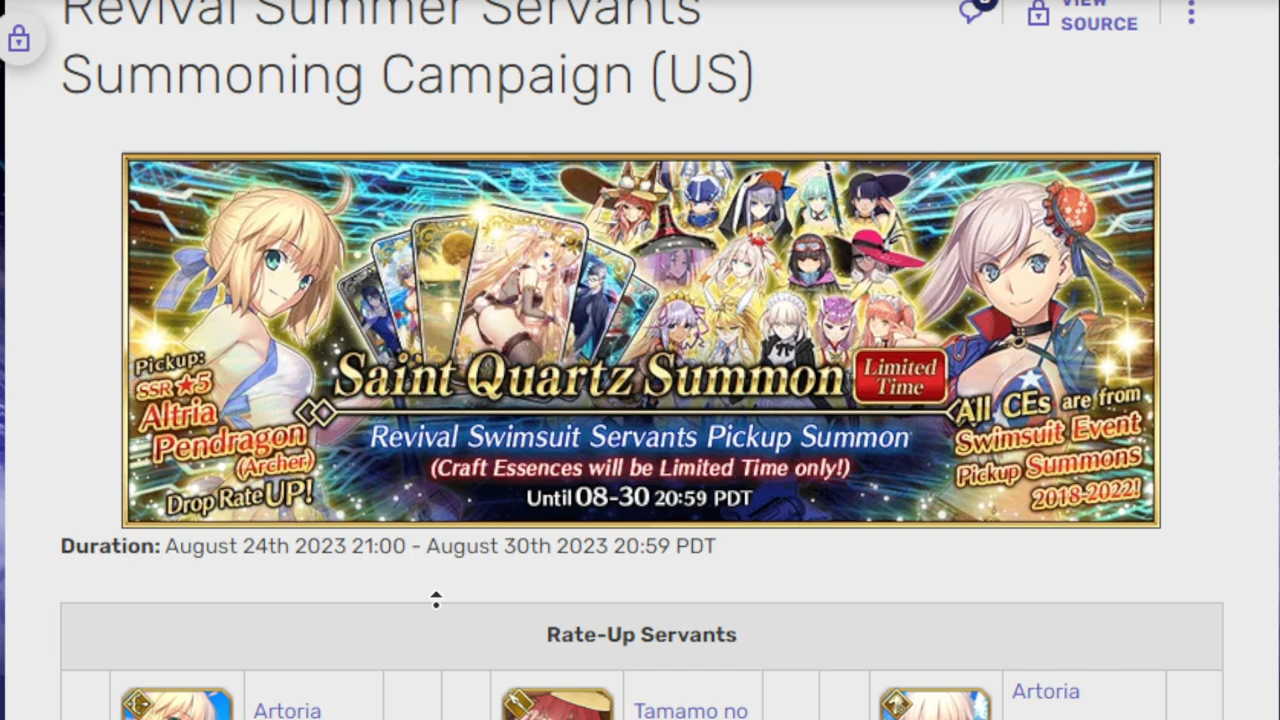 Revival Summer Servants
Summoning Campaign (US)
VIEW
SOURCE
Pickup:
SSR ★5
Altria
Pendragon
(Archer)
Drop Rate UP!
Saint Quartz Summon
Limited
Time
Revival Swimsuit Servants Pickup Summon
(Craft Essences will be Limited Time only!)
Until 08-30 20:59 PDT
All CEs are from
Swimsuit Event
Pickup Summons
2018-2022!
Duration: August 24th 2023 21:00 - August 30th 2023 20:59 PDT
Rate-Up Servants
Artoria
Tamamo no
Artoria